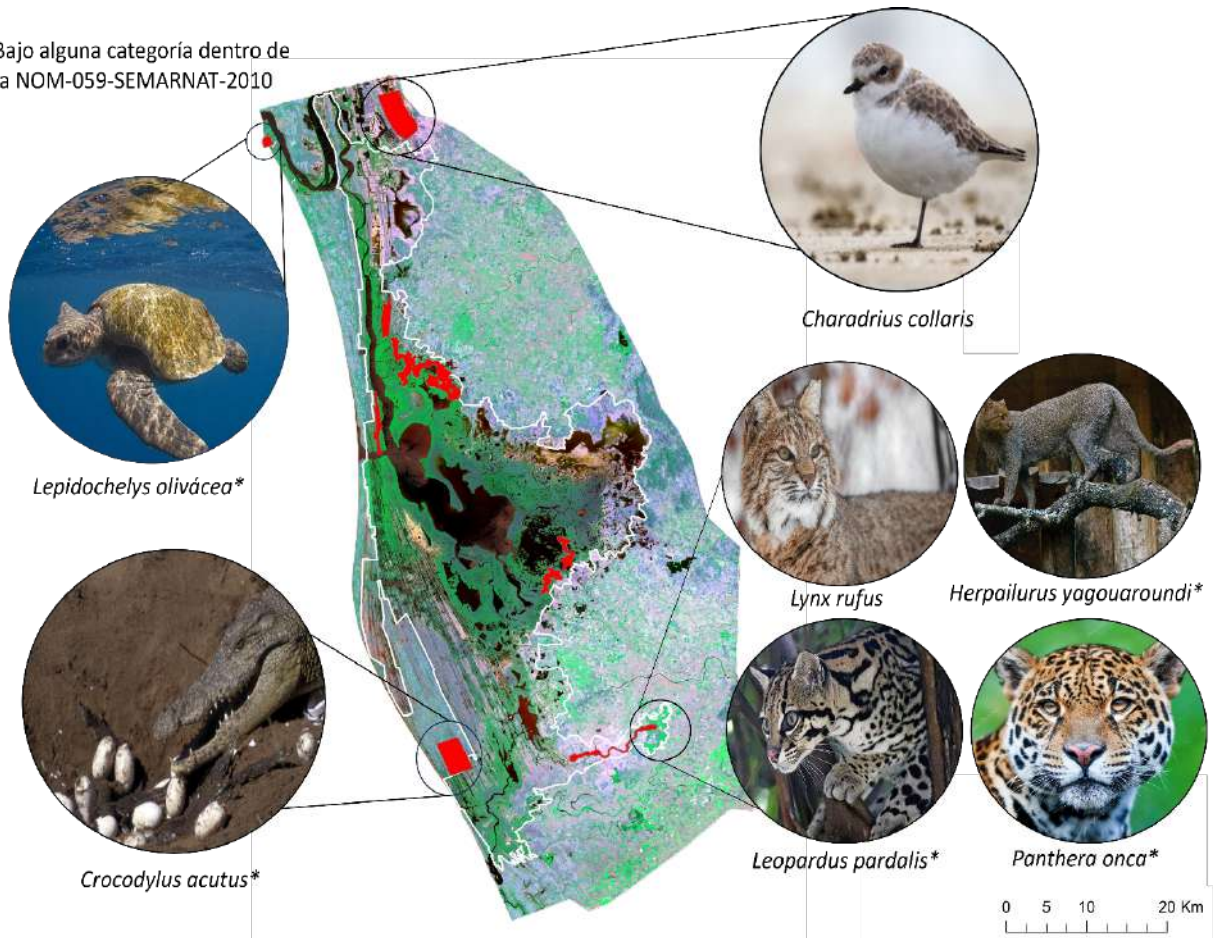 Bajo alguna categoría dentro de
a NOM-059-SEMARNAT-2010
Charadrius collaris
Lepidochelys olivácea*
Lynx rufus
Herpailurus yagouaroundi*
Crocodylus acutus*
Leopardus pardalis*
Panthera onca*
0 5 10 20 Km